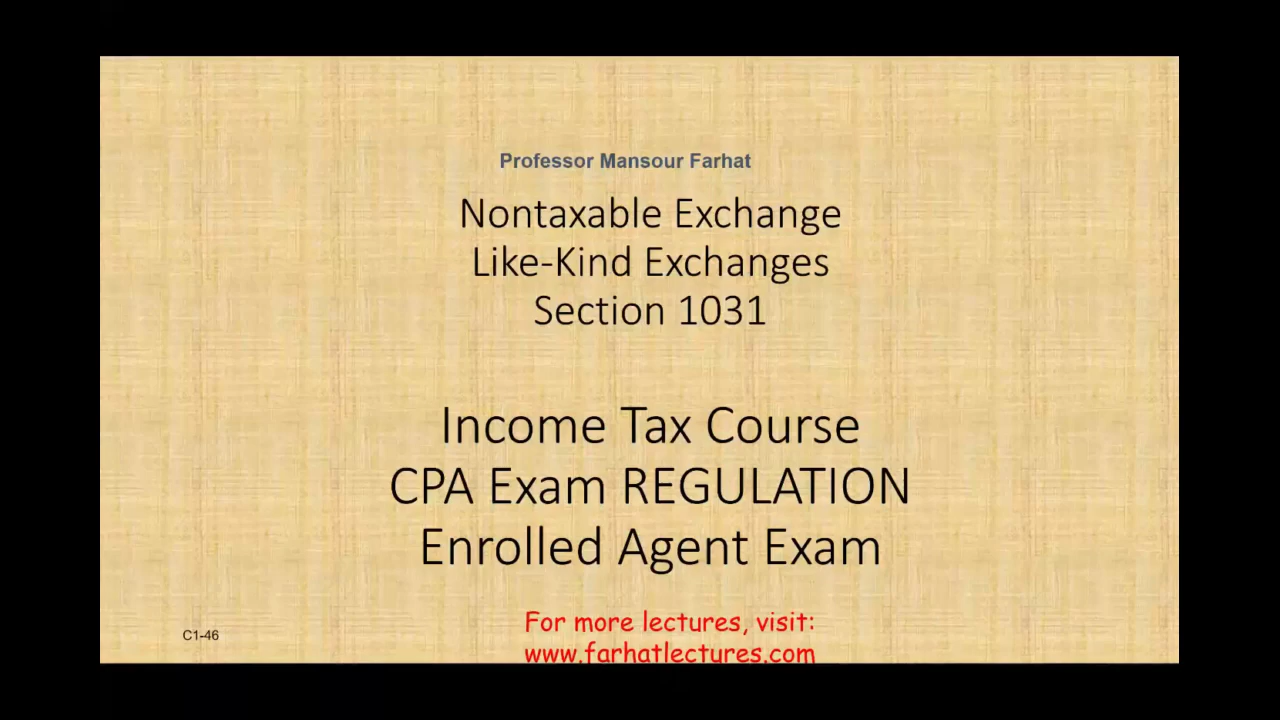 Professor Mansour Farhat
Nontaxable Exchange
Like-Kind Exchanges
Section 1031
Income Tax Course
CPA Exam REGULATION
Enrolled Agent Exam
For more lectures, visit:
www.farhatlectures.com
C1-46